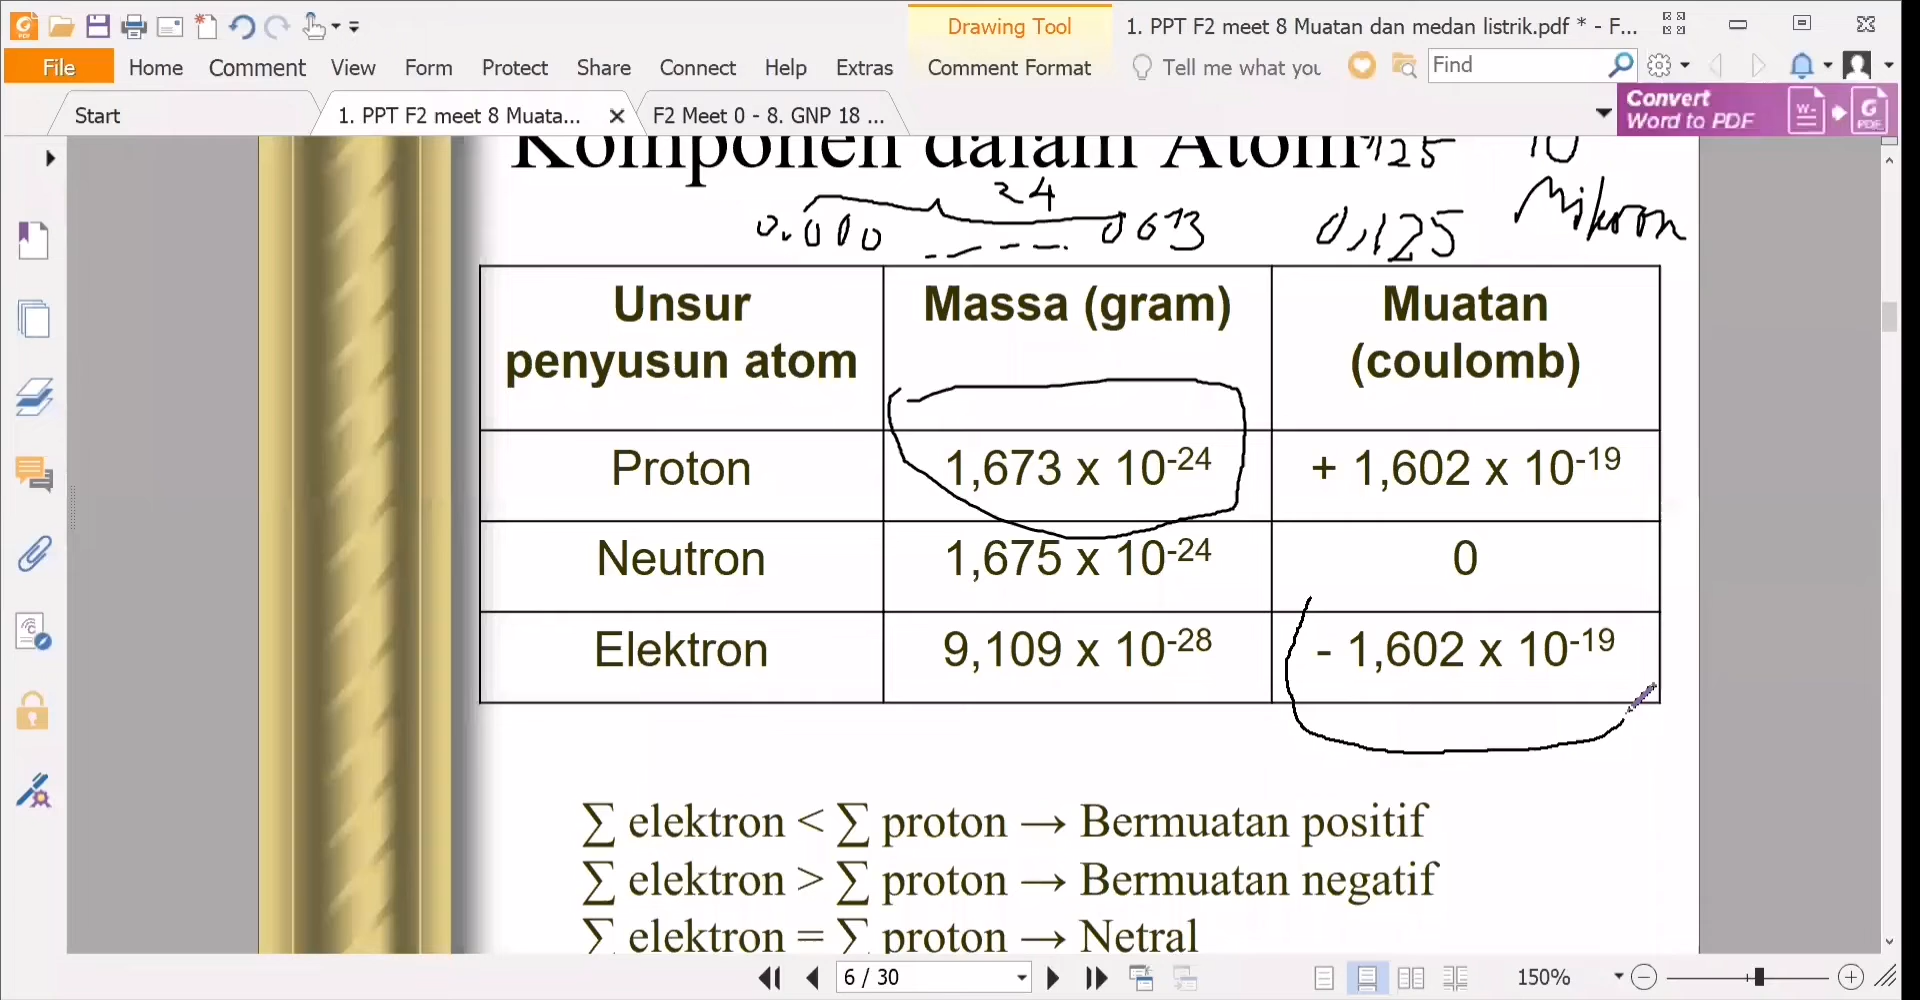 Drawing Tool
1. PPT F2 meet 8 Muatan dan medan listrik.pdf * - F...
File Home Comment View Form Protect Share Connect Help Extras Comment Format Tell me what you Find
Start 1. PPT F2 meet 8 Muata... F2 Meet 0 - 8. GNP 18 ...
Convert
Word to PDF
Komponen dalam Atom
125 10
24 Mikron
0.000 ---- 0673 0,125
Unsur penyusun atom Massa (gram) Muatan (coulomb)
Proton 1,673 x 10⁻²⁴ + 1,602 x 10⁻¹⁹
Neutron 1,675 x 10⁻²⁴ 0
Elektron 9,109 x 10⁻²⁸ - 1,602 x 10⁻¹⁹
∑ elektron < ∑ proton → Bermuatan positif
∑ elektron > ∑ proton → Bermuatan negatif
∑ elektron = ∑ proton → Netral
6 / 30 150%